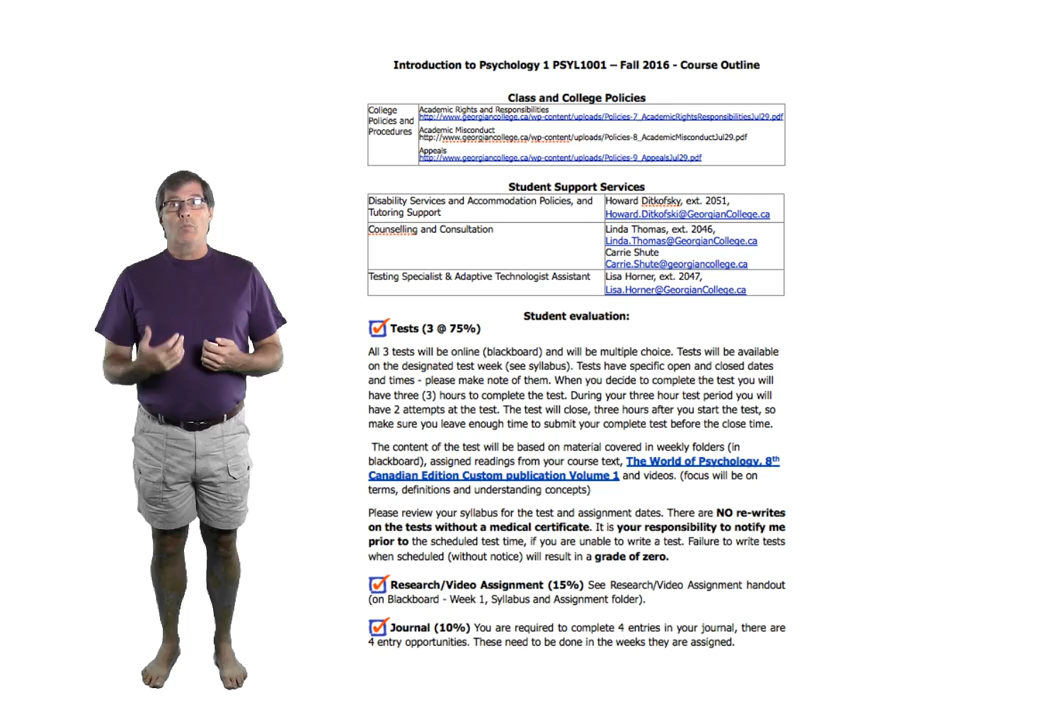 Introduction to Psychology 1 PSYL1001 – Fall 2016 - Course Outline
Class and College Policies
College Policies and Procedures
Academic Rights and Responsibilities
http://www.georgiancollege.ca/wp-content/uploads/Policies-7_AcademicRightsResponsibilitiesJul29.pdf
Academic Misconduct
http://www.georgiancollege.ca/wp-content/uploads/Policies-8_AcademicMisconductJul29.pdf
Appeals
http://www.georgiancollege.ca/wp-content/uploads/Policies-9_AppealsJul29.pdf
Student Support Services
Disability Services and Accommodation Policies, and
Tutoring Support
Howard Ditkofsky, ext. 2051,
Howard.Ditkofski@GeorgianCollege.ca
Counselling and Consultation
Linda Thomas, ext. 2046,
Linda.Thomas@GeorgianCollege.ca
Carrie Shute
Carrie.Shute@georgiancollege.ca
Testing Specialist & Adaptive Technologist Assistant
Lisa Horner, ext. 2047,
Lisa.Horner@GeorgianCollege.ca
Student evaluation:
Tests (3 @ 75%)
All 3 tests will be online (blackboard) and will be multiple choice. Tests will be available
on the designated test week (see syllabus). Tests have specific open and closed dates
and times - please make note of them. When you decide to complete the test you will
have three (3) hours to complete the test. During your three hour test period you will
have 2 attempts at the test. The test will close, three hours after you start the test, so
make sure you leave enough time to submit your complete test before the close time.
The content of the test will be based on material covered in weekly folders (in
blackboard), assigned readings from your course text, The World of Psychology, 8th
Canadian Edition Custom publication Volume 1 and videos. (focus will be on
terms, definitions and understanding concepts)
Please review your syllabus for the test and assignment dates. There are NO re-writes
on the tests without a medical certificate. It is your responsibility to notify me
prior to the scheduled test time, if you are unable to write a test. Failure to write tests
when scheduled (without notice) will result in a grade of zero.
Research/Video Assignment (15%) See Research/Video Assignment handout
(on Blackboard - Week 1, Syllabus and Assignment folder).
Journal (10%) You are required to complete 4 entries in your journal, there are
4 entry opportunities. These need to be done in the weeks they are assigned.